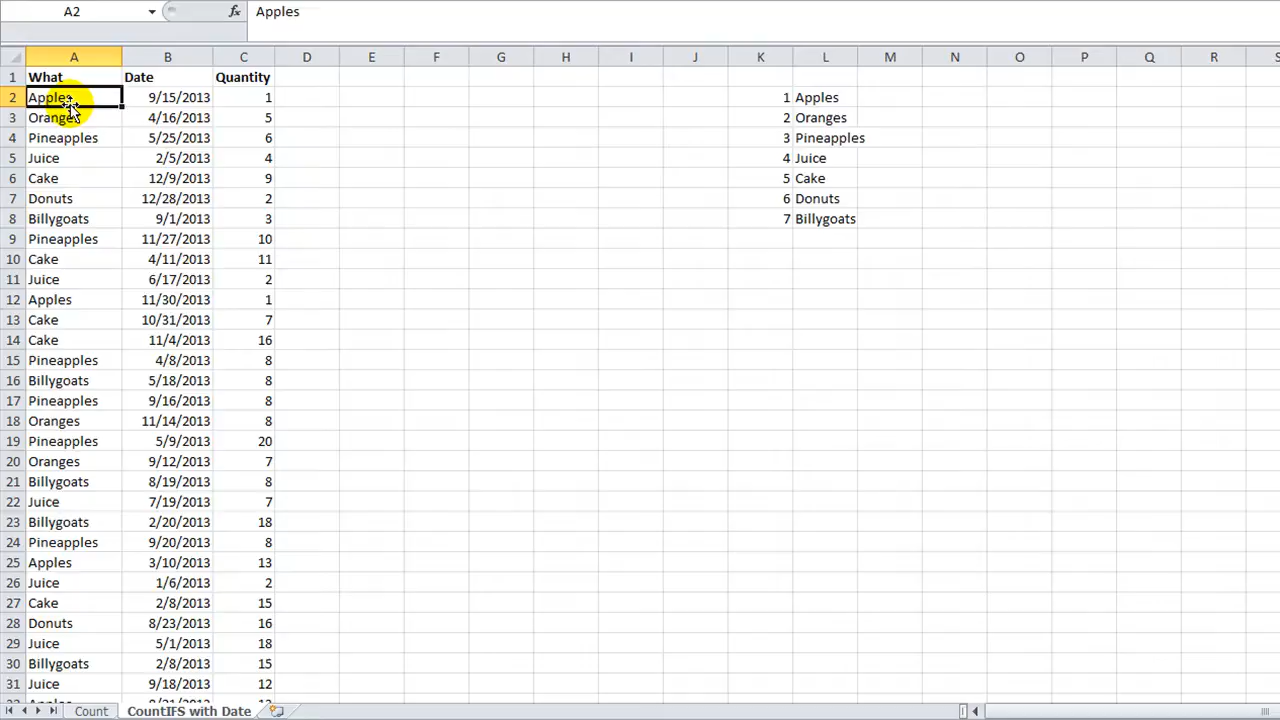 A2 fx Apples
A B C D E F G H I J K L M N O P Q R S
1 What Date Quantity
2 Apples 9/15/2013 1 1 Apples
3 Oranges 4/16/2013 5 2 Oranges
4 Pineapples 5/25/2013 6 3 Pineapples
5 Juice 2/5/2013 4 4 Juice
6 Cake 12/9/2013 9 5 Cake
7 Donuts 12/28/2013 2 6 Donuts
8 Billygoats 9/1/2013 3 7 Billygoats
9 Pineapples 11/27/2013 10
10 Cake 4/11/2013 11
11 Juice 6/17/2013 2
12 Apples 11/30/2013 1
13 Cake 10/31/2013 7
14 Cake 11/4/2013 16
15 Pineapples 4/8/2013 8
16 Billygoats 5/18/2013 8
17 Pineapples 9/16/2013 8
18 Oranges 11/14/2013 8
19 Pineapples 5/9/2013 20
20 Oranges 9/12/2013 7
21 Billygoats 8/19/2013 8
22 Juice 7/19/2013 7
23 Billygoats 2/20/2013 18
24 Pineapples 9/20/2013 8
25 Apples 3/10/2013 13
26 Juice 1/6/2013 2
27 Cake 2/8/2013 15
28 Donuts 8/23/2013 16
29 Juice 5/1/2013 18
30 Billygoats 2/8/2013 15
31 Juice 9/18/2013 12
Count CountIFS with Date